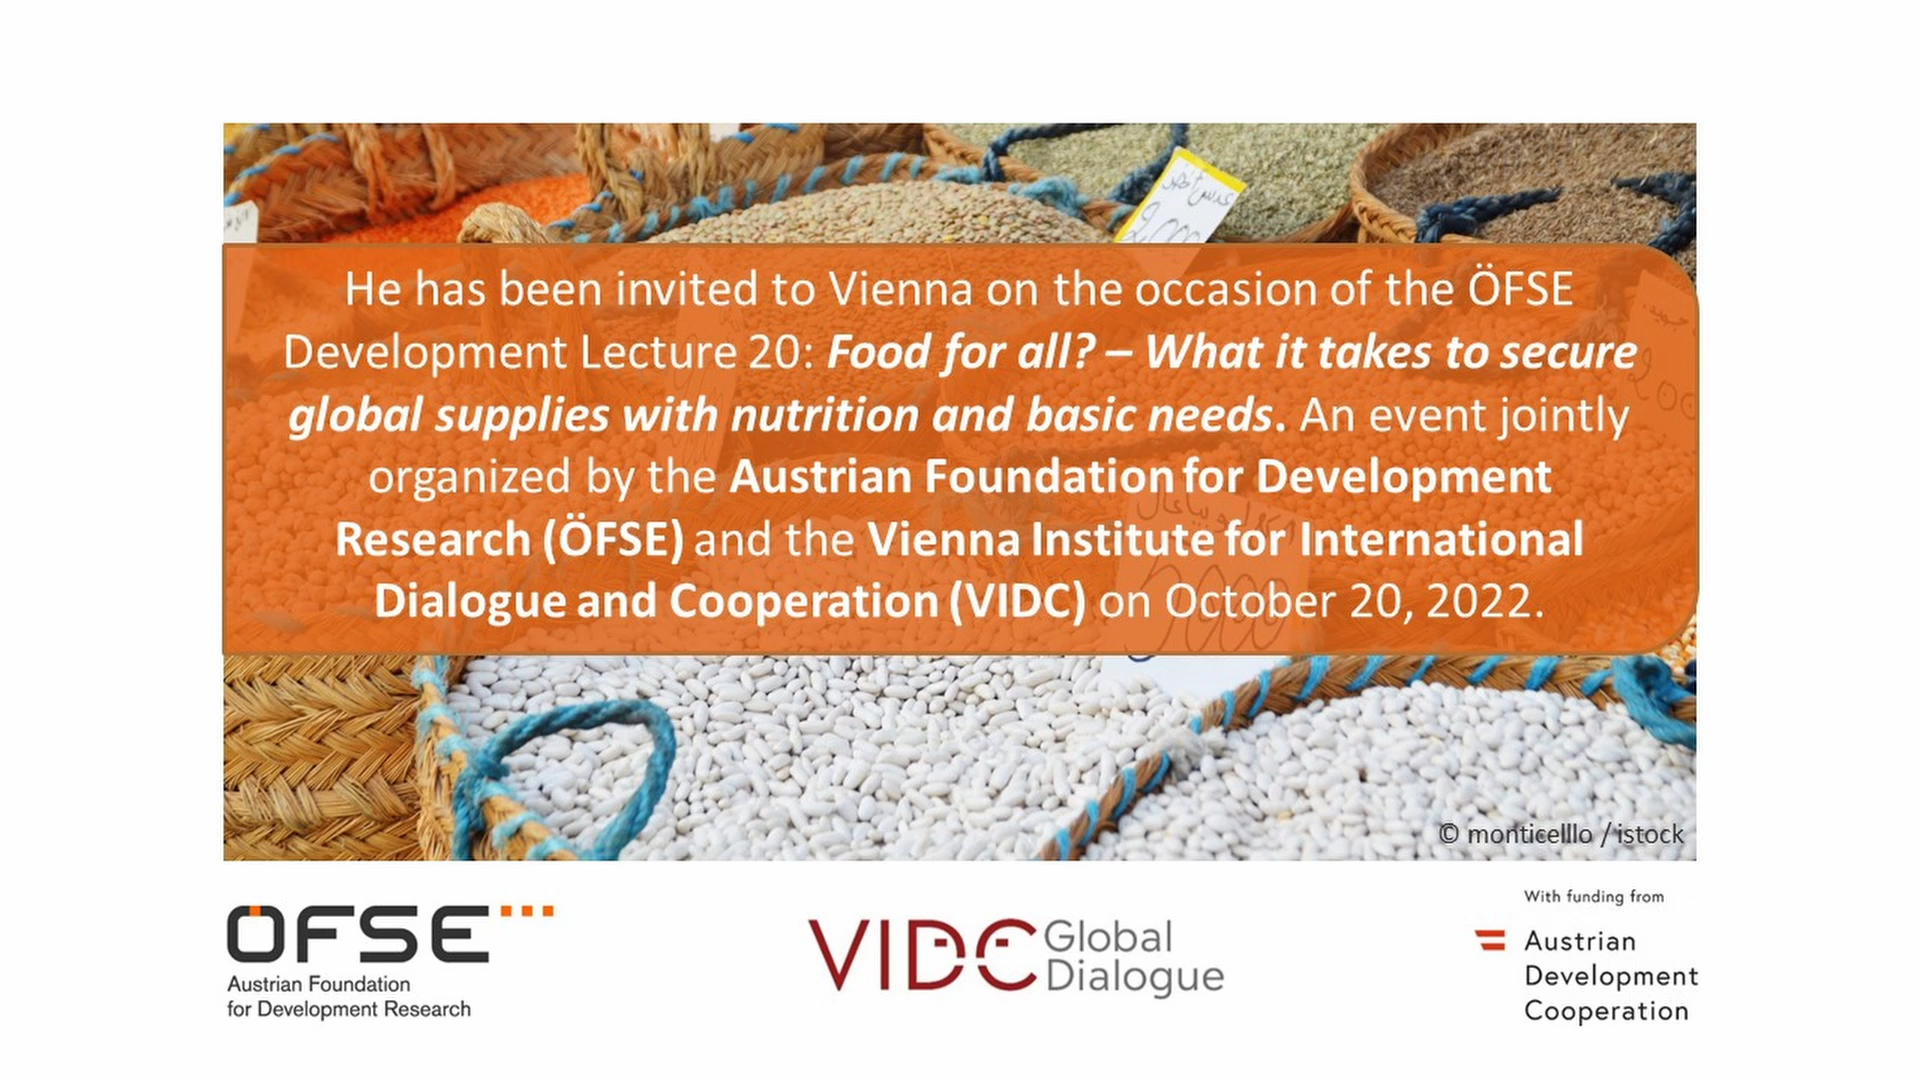 He has been invited to Vienna on the occasion of the ÖFSE
Development Lecture 20: Food for all? – What it takes to secure
global supplies with nutrition and basic needs. An event jointly
organized by the Austrian Foundation for Development
Research (ÖFSE) and the Vienna Institute for International
Dialogue and Cooperation (VIDC) on October 20, 2022.
© monticelllo / istock
ÖFSE
Austrian Foundation
for Development Research
VIDC Global
Dialogue
With funding from
Austrian
Development
Cooperation